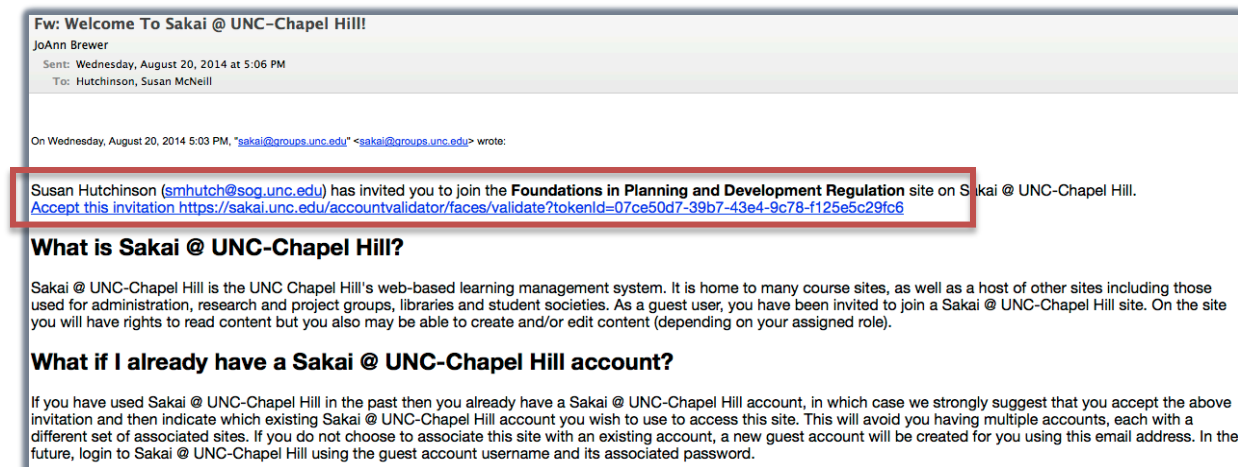 Fw: Welcome To Sakai @ UNC-Chapel Hill!
JoAnn Brewer
Sent: Wednesday, August 20, 2014 at 5:06 PM
To: Hutchinson, Susan McNeill
On Wednesday, August 20, 2014 5:03 PM, "sakai@groups.unc.edu" <sakai@groups.unc.edu> wrote:
Susan Hutchinson (smhutch@sog.unc.edu) has invited you to join the Foundations in Planning and Development Regulation site on Sakai @ UNC-Chapel Hill.
Accept this invitation https://sakai.unc.edu/accountvalidator/faces/validate?tokenId=07ce50d7-39b7-43e4-9c78-f125e5c29fc6
What is Sakai @ UNC-Chapel Hill?
Sakai @ UNC-Chapel Hill is the UNC Chapel Hill's web-based learning management system. It is home to many course sites, as well as a host of other sites including those
used for administration, research and project groups, libraries and student societies. As a guest user, you have been invited to join a Sakai @ UNC-Chapel Hill site. On the site
you will have rights to read content but you also may be able to create and/or edit content (depending on your assigned role).
What if I already have a Sakai @ UNC-Chapel Hill account?
If you have used Sakai @ UNC-Chapel Hill in the past then you already have a Sakai @ UNC-Chapel Hill account, in which case we strongly suggest that you accept the above
invitation and then indicate which existing Sakai @ UNC-Chapel Hill account you wish to use to access this site. This will avoid you having multiple accounts, each with a
different set of associated sites. If you do not choose to associate this site with an existing account, a new guest account will be created for you using this email address. In the
future, login to Sakai @ UNC-Chapel Hill using the guest account username and its associated password.